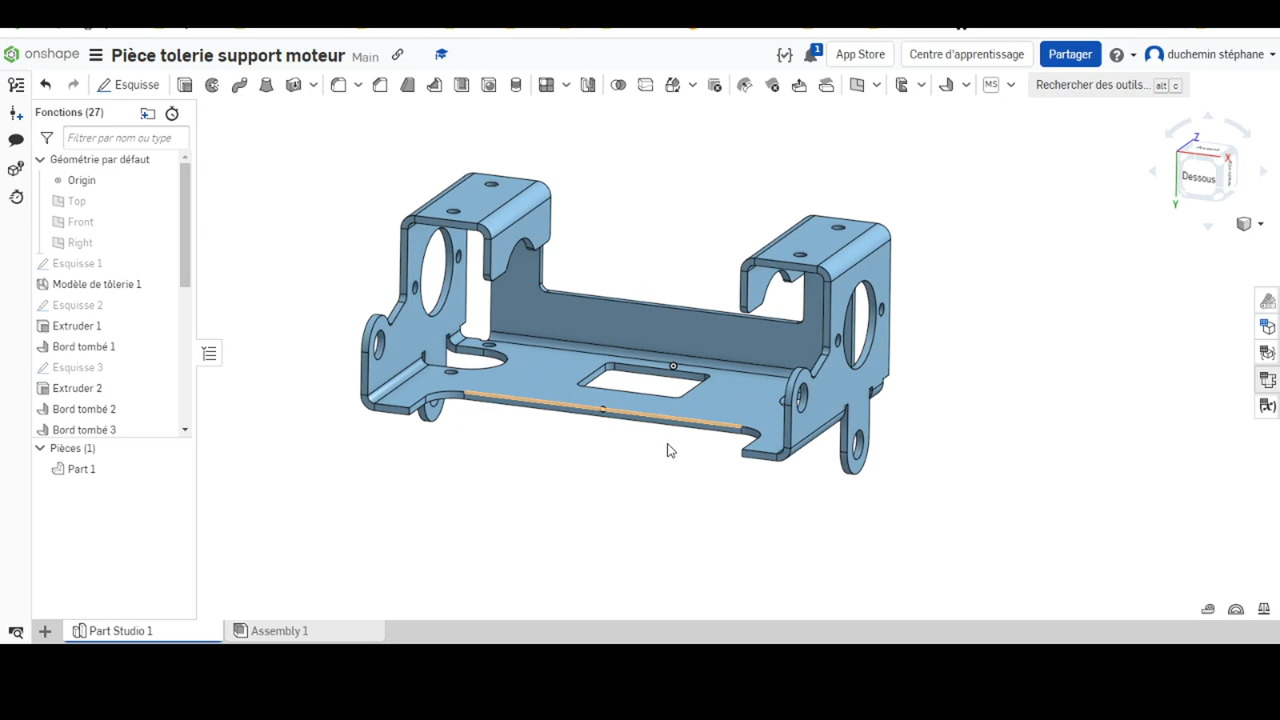 onshape Pièce tolerie support moteur Main 1 App Store Centre d'apprentissage Partager duchemin stéphane
Esquisse MS Rechercher des outils... alt c
Fonctions (27)
Filtrer par nom ou type
Géométrie par défaut
Origin
Top
Front
Right
Esquisse 1
Modèle de tôlerie 1
Esquisse 2
Extruder 1
Bord tombé 1
Esquisse 3
Extruder 2
Bord tombé 2
Bord tombé 3
Pièces (1)
Part 1
Z
X
Dessous
Y
Part Studio 1
Assembly 1